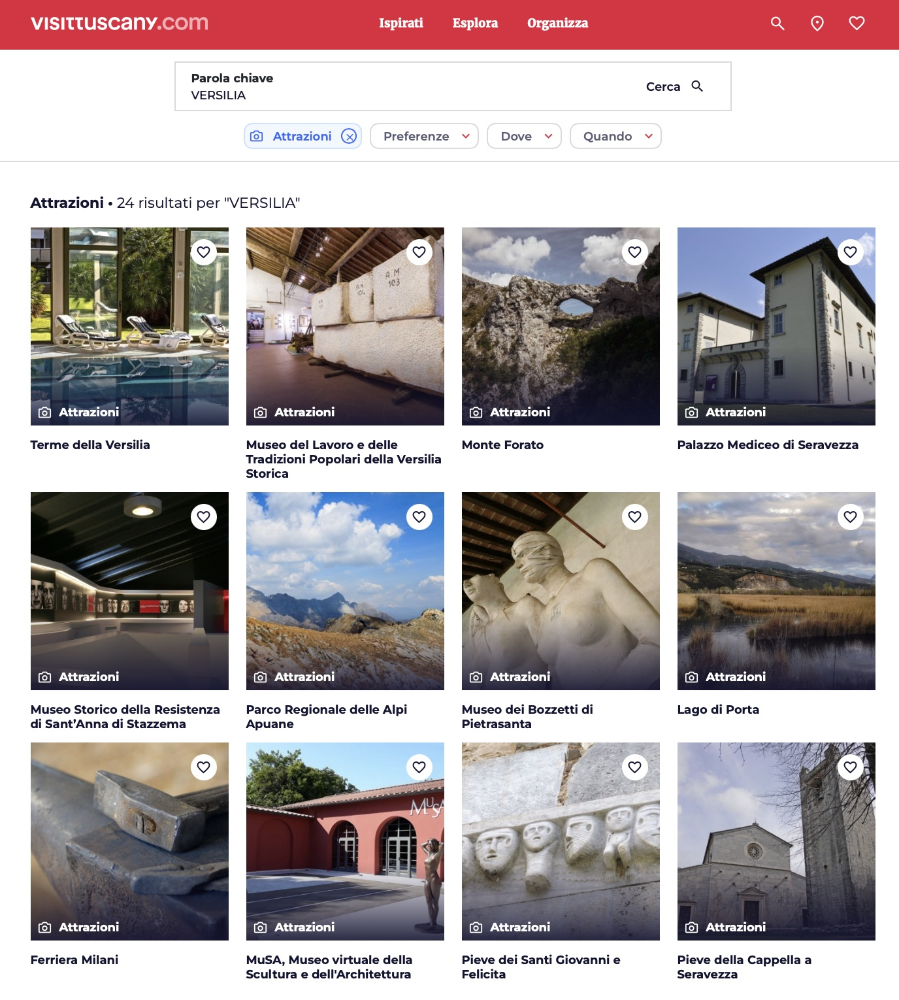 visittuscany.com
Ispirati
Esplora
Organizza
Parola chiave
VERSILIA
Cerca
Attrazioni
Preferenze
Dove
Quando
Attrazioni • 24 risultati per "VERSILIA"
A.M
103
Attrazioni
Attrazioni
Attrazioni
Attrazioni
Terme della Versilia
Museo del Lavoro e delle
Tradizioni Popolari della Versilia
Storica
Monte Forato
Palazzo Mediceo di Seravezza
Attrazioni
Attrazioni
Attrazioni
Attrazioni
Museo Storico della Resistenza
di Sant’Anna di Stazzema
Parco Regionale delle Alpi
Apuane
Museo dei Bozzetti di
Pietrasanta
Lago di Porta
MUSA
Attrazioni
Attrazioni
Attrazioni
Attrazioni
Ferriera Milani
MuSA, Museo virtuale della
Scultura e dell'Architettura
Pieve dei Santi Giovanni e
Felicita
Pieve della Cappella a
Seravezza